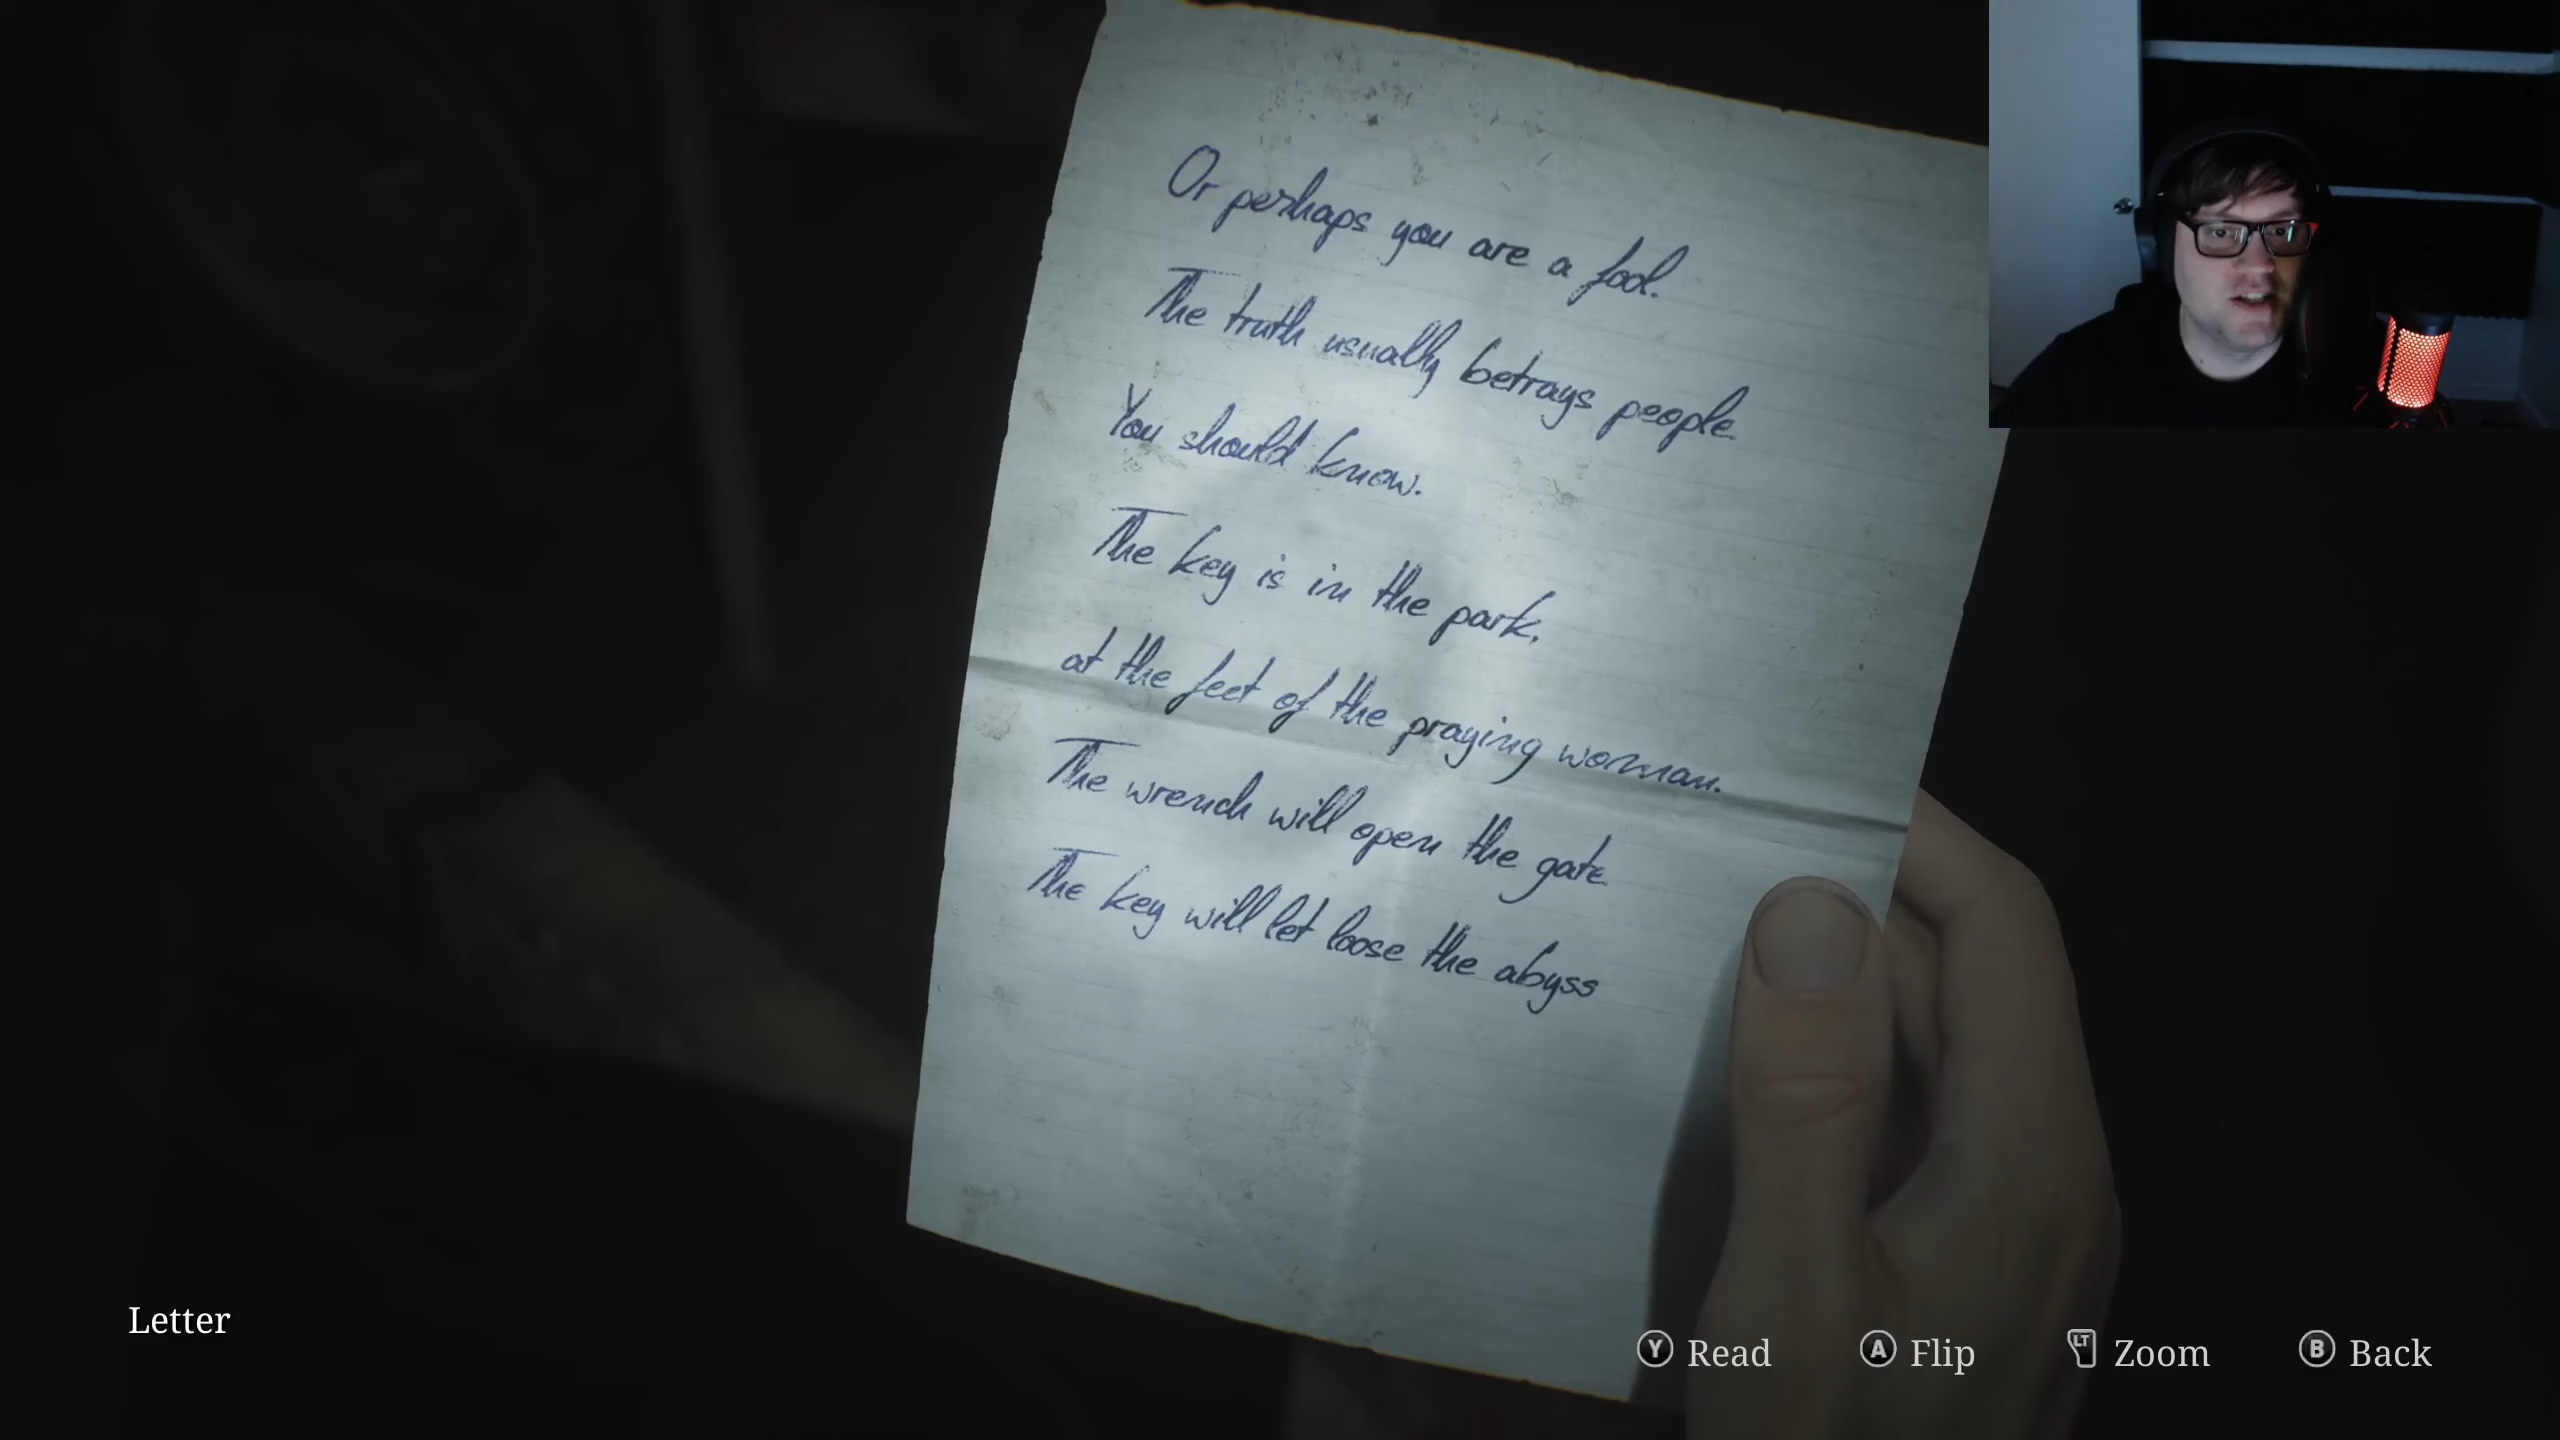 Or perhaps you are a fool.
The truth usually betrays people.
You should know.
The key is in the park,
at the feet of the praying woman.
The wrench will open the gate.
The key will let loose the abyss
Letter
Y Read A Flip LT Zoom B Back